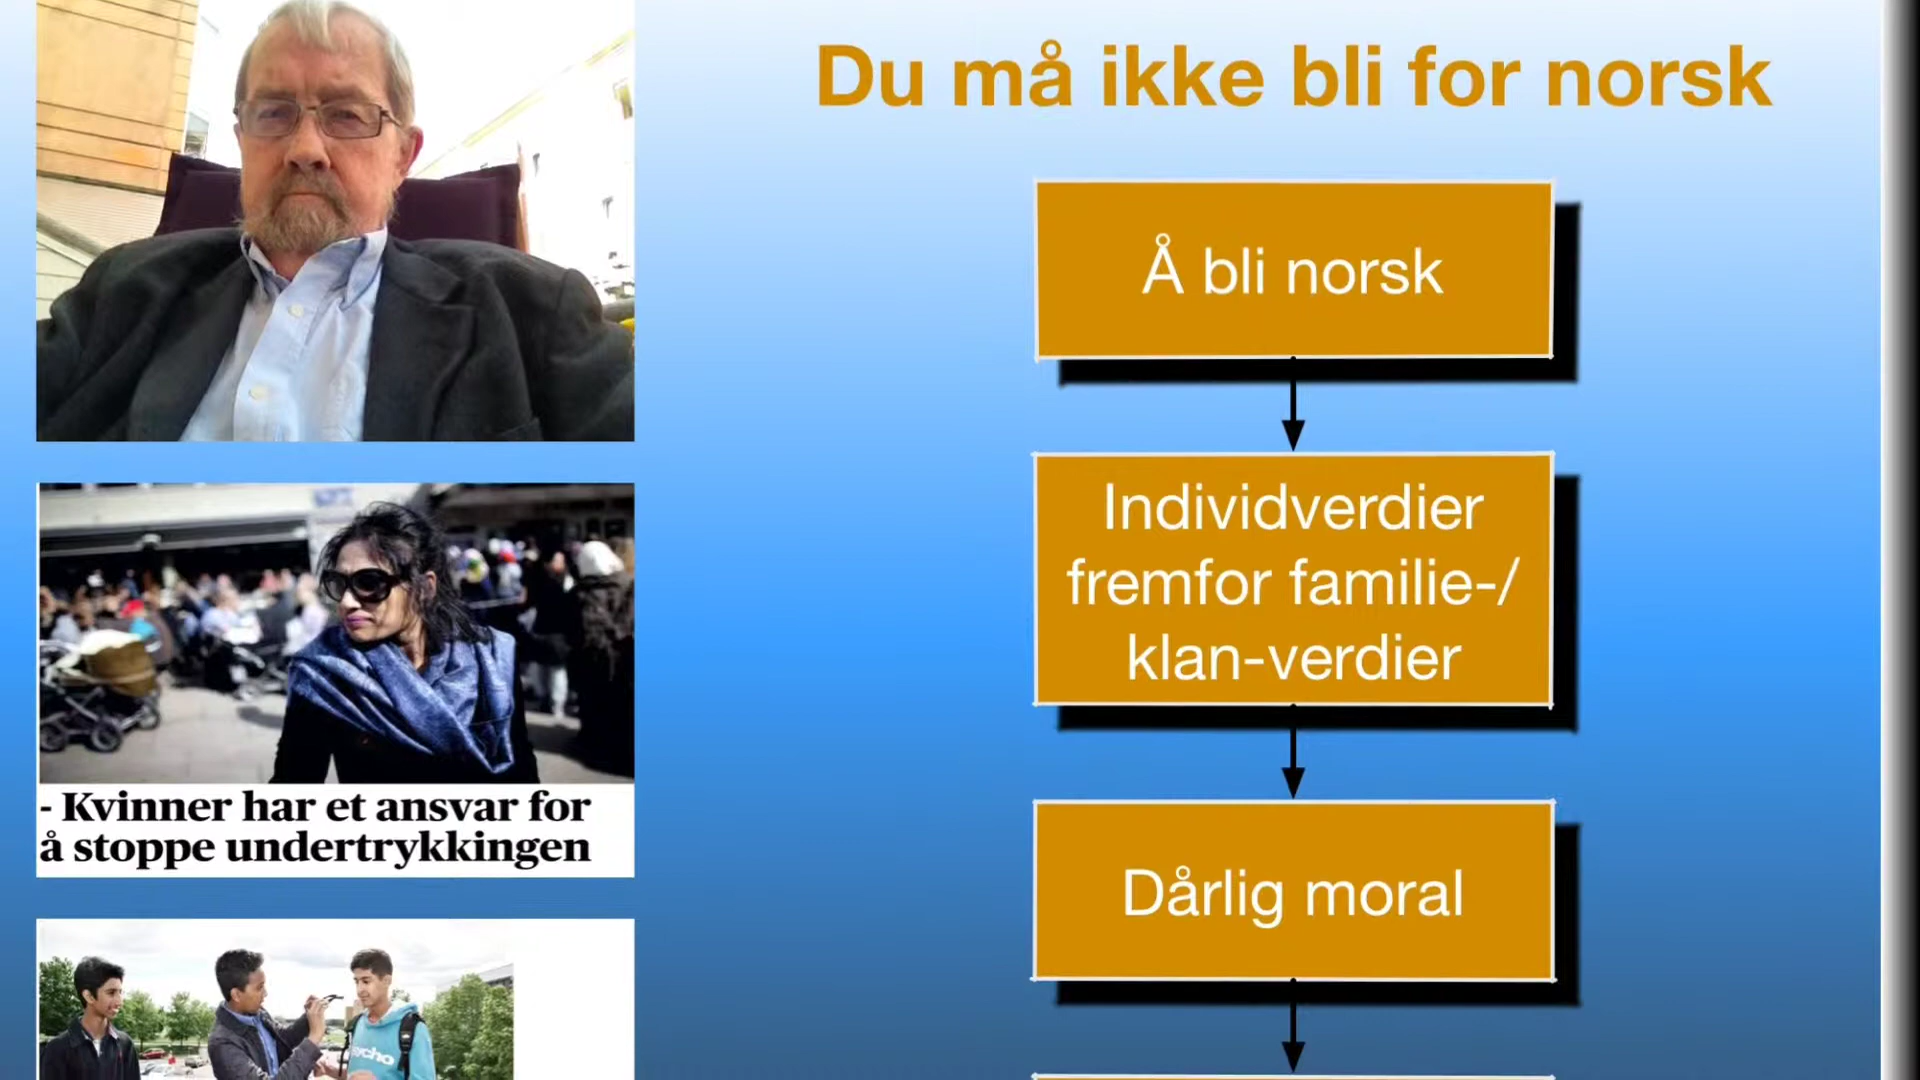 Du må ikke bli for norsk
Å bli norsk
Individverdier
fremfor familie-/
klan-verdier
Dårlig moral
- Kvinner har et ansvar for
å stoppe undertrykkingen